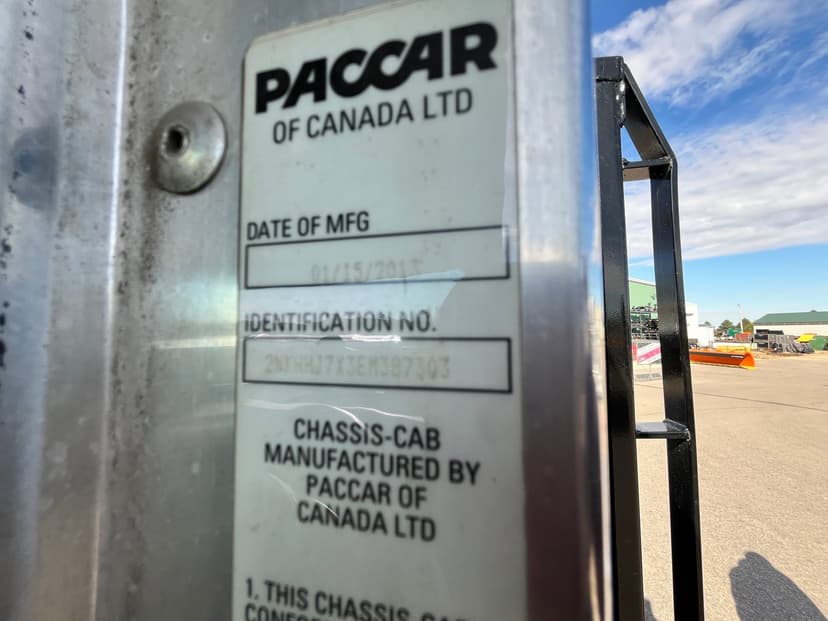 PACCAR
OF CANADA LTD
DATE OF MFG
IDENTIFICATION NO.
CHASSIS-CAB
MANUFACTURED BY
PACCAR OF
CANADA LTD
1. THIS CHASSIS-CAB